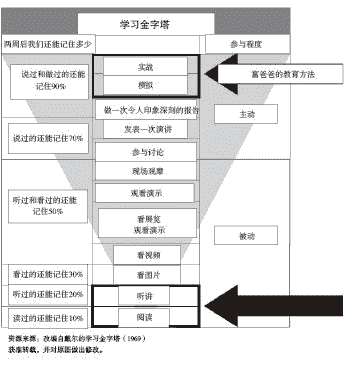 学习金字塔
两周后我们还能记住多少
参与程度
说过和做过的还能
记住90%
实战
模拟
富爸爸的教育方法
做一次令人印象深刻的报告
主动
说过的还能记住70%
发表一次演讲
参与讨论
现场观摩
听过和看过的还能
记住50%
观看演示
看展览
观看演示
被动
看视频
看过的还能记住30%
看图片
听过的还能记住20%
听讲
读过的还能记住10%
阅读
资源来源：改编自戴尔的学习金字塔（1969）
获准转载，并对原图做出修改。